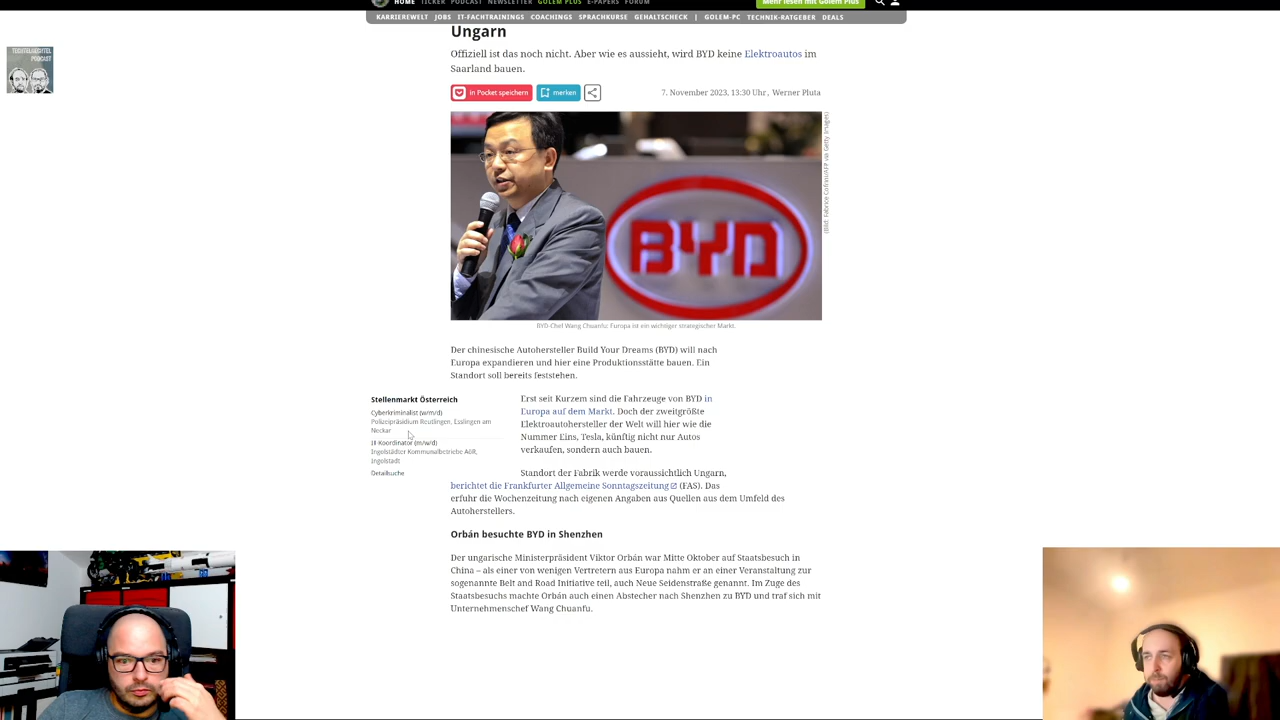 HOME TICKER PODCAST NEWSLETTER GOLEM PLUS E-PAPERS FORUM
Mehr lesen mit Golem Plus
KARRIEREWELT JOBS IT-FACHTRAININGS COACHINGS SPRACHKURSE GEHALTSCHECK | GOLEM-PC TECHNIK-RATGEBER DEALS
TECHTELMECHTEL
PODCAST
Ungarn
Offiziell ist das noch nicht. Aber wie es aussieht, wird BYD keine Elektroautos im
Saarland bauen.
in Pocket speichern
merken
7. November 2023, 13:30 Uhr, Werner Pluta
BYD
BYD-Chef Wang Chuanfu: Europa ist ein wichtiger strategischer Markt.
Der chinesische Autohersteller Build Your Dreams (BYD) will nach
Europa expandieren und hier eine Produktionsstätte bauen. Ein
Standort soll bereits feststehen.
Stellenmarkt Österreich
Cyberkriminalist (w/m/d)
Polizeipräsidium Reutlingen, Esslingen am
Neckar
Koordinator (m/w/d)
Ingolstädter Kommunalbetriebe AöR,
Ingolstadt
Detailsuche
Erst seit Kurzem sind die Fahrzeuge von BYD in
Europa auf dem Markt. Doch der zweitgrößte
Elektroautohersteller der Welt will hier wie die
Nummer Eins, Tesla, künftig nicht nur Autos
verkaufen, sondern auch bauen.
Standort der Fabrik werde voraussichtlich Ungarn,
berichtet die Frankfurter Allgemeine Sonntagszeitung (FAS). Das
erfuhr die Wochenzeitung nach eigenen Angaben aus Quellen aus dem Umfeld des
Autoherstellers.
Orbán besuchte BYD in Shenzhen
Der ungarische Ministerpräsident Viktor Orbán war Mitte Oktober auf Staatsbesuch in
China – als einer von wenigen Vertretern aus Europa nahm er an einer Veranstaltung zur
sogenannte Belt and Road Initiative teil, auch Neue Seidenstraße genannt. Im Zuge des
Staatsbesuchs machte Orbán auch einen Abstecher nach Shenzhen zu BYD und traf sich mit
Unternehmenschef Wang Chuanfu.